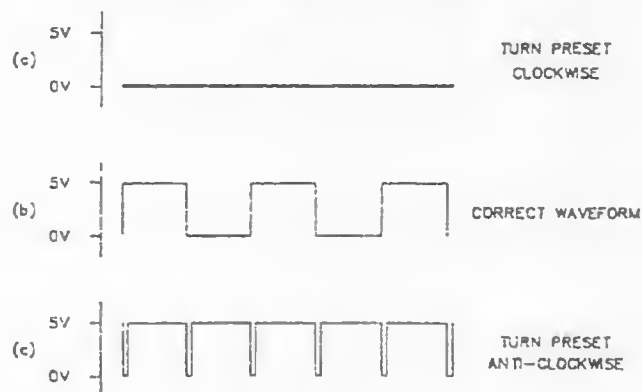 5V
TURN PRESET
(c)
CLOCKWISE
0V
5V
(b)
CORRECT WAVEFORM
0V
5V
TURN PRESET
(c)
ANTI-CLOCKWISE
0V